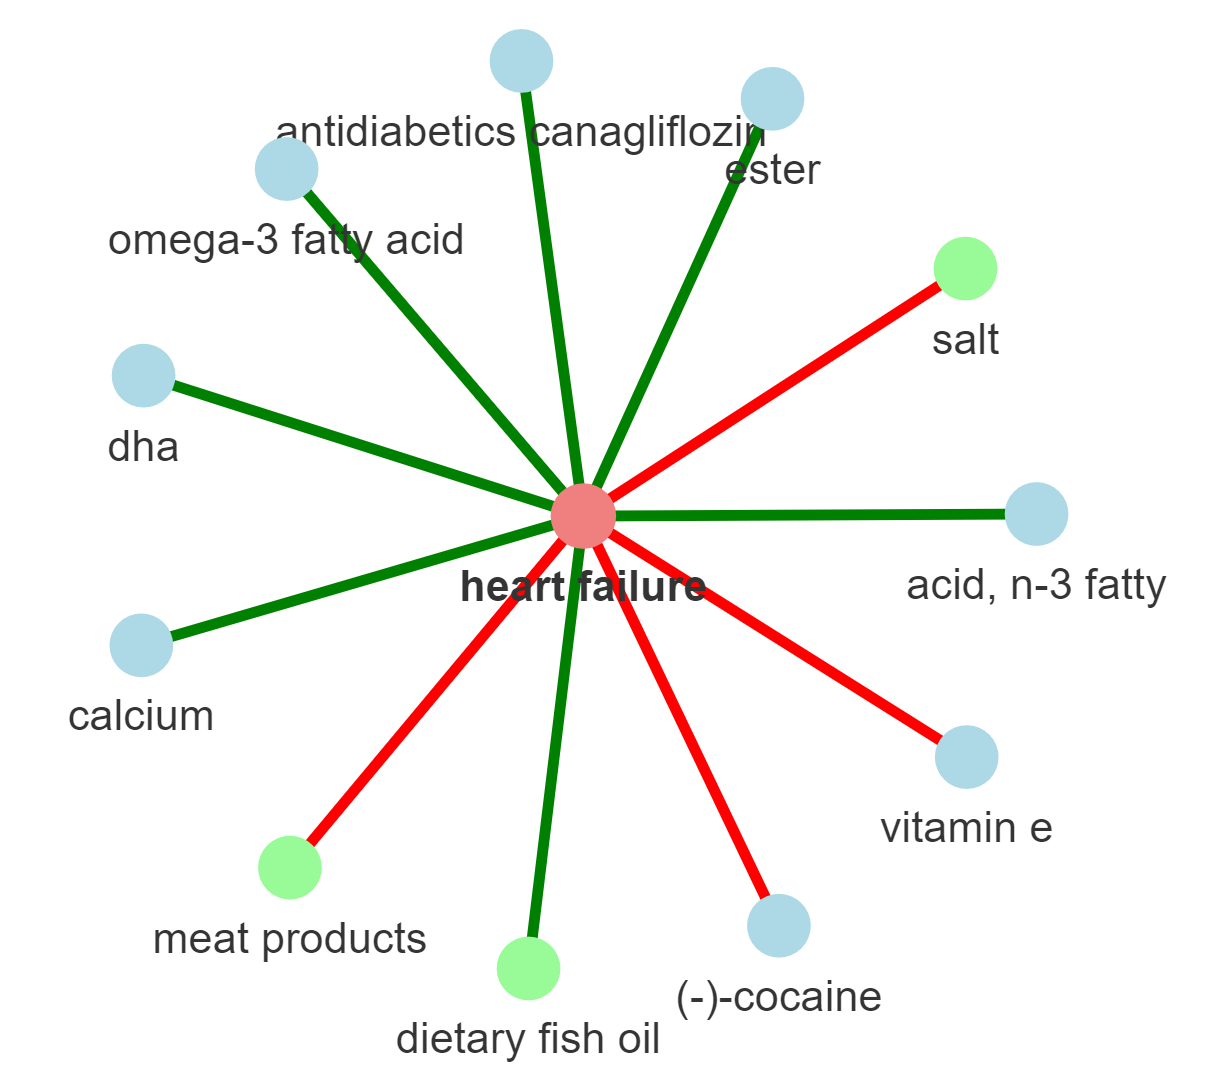 antidiabetics canagliflozin
ester
omega-3 fatty acid
salt
dha
acid, n-3 fatty
heart failure
calcium
vitamin e
meat products
(-)-cocaine
dietary fish oil